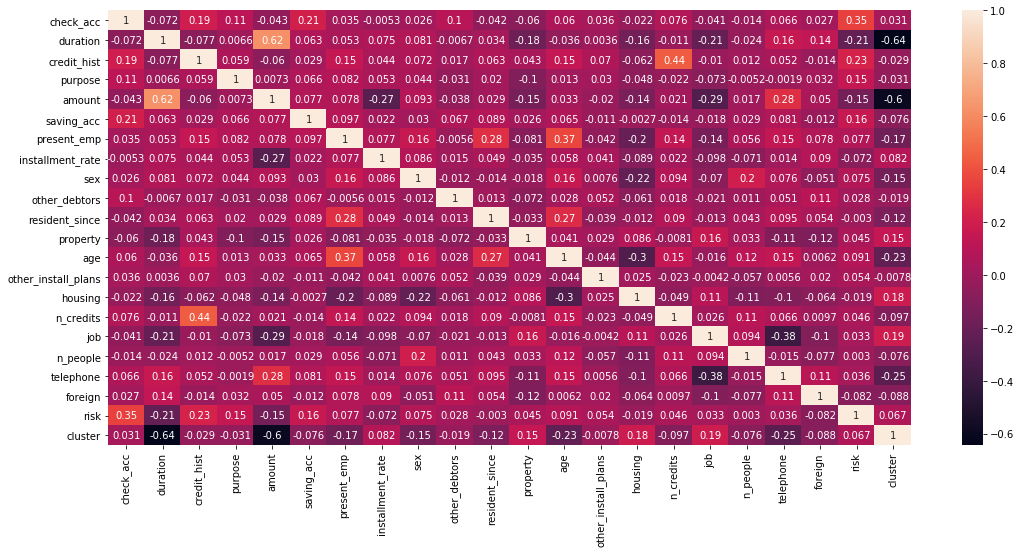 check_acc 1 -0.072 0.19 0.11 -0.043 0.21 0.035 -0.0053 0.026 0.1 -0.042 -0.06 0.06 0.036 -0.022 0.076 -0.041 -0.014 0.066 0.027 0.35 0.031
duration -0.072 1 -0.077 0.0066 0.62 0.063 0.053 0.075 0.081 -0.0067 0.034 -0.18 -0.036 0.0036 -0.16 -0.011 -0.21 -0.024 0.16 0.14 -0.21 -0.64
credit_hist 0.19 -0.077 1 0.059 -0.06 0.029 0.15 0.044 0.072 0.017 0.063 0.043 0.15 0.07 -0.062 0.44 -0.01 0.012 0.052 -0.014 0.23 -0.029
purpose 0.11 0.0066 0.059 1 0.0073 0.066 0.082 0.053 0.044 -0.031 0.02 -0.1 0.013 0.03 -0.048 -0.022 -0.073 -0.0052 -0.0019 0.032 0.15 -0.031
amount -0.043 0.62 -0.06 0.0073 1 0.077 0.078 -0.27 0.093 -0.038 0.029 -0.15 0.033 -0.02 -0.14 0.021 -0.29 0.017 0.28 0.05 -0.15 -0.6
saving_acc 0.21 0.063 0.029 0.066 0.077 1 0.097 0.022 0.03 0.067 0.089 0.026 0.065 -0.011 -0.0027 -0.014 -0.018 0.029 0.081 -0.012 0.16 -0.076
present_emp 0.035 0.053 0.15 0.082 0.078 0.097 1 0.077 0.16 -0.0056 0.28 -0.081 0.37 -0.042 -0.2 0.14 -0.14 0.056 0.15 0.078 0.077 -0.17
installment_rate -0.0053 0.075 0.044 0.053 -0.27 0.022 0.077 1 0.086 0.015 0.049 -0.035 0.058 0.041 -0.089 0.022 -0.098 -0.071 0.014 0.09 -0.072 0.082
sex 0.026 0.081 0.072 0.044 0.093 0.03 0.16 0.086 1 -0.012 -0.014 -0.018 0.16 0.0076 -0.22 0.094 -0.07 0.2 0.076 -0.051 0.075 -0.15
other_debtors 0.1 -0.0067 0.017 -0.031 -0.038 0.067 -0.0056 0.015 -0.012 1 0.013 -0.072 0.028 0.052 -0.061 0.018 -0.021 0.011 0.051 0.11 0.028 -0.019
resident_since -0.042 0.034 0.063 0.02 0.029 0.089 0.28 0.049 -0.014 0.013 1 -0.033 0.27 -0.039 -0.012 0.09 -0.013 0.043 0.095 0.054 -0.003 -0.12
property -0.06 -0.18 0.043 -0.1 -0.15 0.026 -0.081 -0.035 -0.018 -0.072 -0.033 1 0.041 0.029 0.086 -0.0081 0.16 0.033 -0.11 -0.12 0.045 0.15
age 0.06 -0.036 0.15 0.013 0.033 0.065 0.37 0.058 0.16 0.028 0.27 0.041 1 -0.044 -0.3 0.15 -0.016 0.12 0.15 0.0062 0.091 -0.23
other_install_plans 0.036 0.0036 0.07 0.03 -0.02 -0.011 -0.042 0.041 0.0076 0.052 -0.039 0.029 -0.044 1 0.025 -0.023 -0.0042 -0.057 0.0056 0.02 0.054 -0.0078
housing -0.022 -0.16 -0.062 -0.048 -0.14 -0.0027 -0.2 -0.089 -0.22 -0.061 -0.012 0.086 -0.3 0.025 1 -0.049 0.11 -0.11 -0.1 -0.064 -0.019 0.18
n_credits 0.076 -0.011 0.44 -0.022 0.021 -0.014 0.14 0.022 0.094 0.018 0.09 -0.0081 0.15 -0.023 -0.049 1 0.026 0.11 0.066 0.0097 0.046 -0.097
job -0.041 -0.21 -0.01 -0.073 -0.29 -0.018 -0.14 -0.098 -0.07 -0.021 -0.013 0.16 -0.016 -0.0042 0.11 0.026 1 0.094 -0.38 -0.1 0.033 0.19
n_people -0.014 -0.024 0.012 -0.0052 0.017 0.029 0.056 -0.071 0.2 0.011 0.043 0.033 0.12 -0.057 -0.11 0.11 0.094 1 -0.015 -0.077 0.003 -0.076
telephone 0.066 0.16 0.052 -0.0019 0.28 0.081 0.15 0.014 0.076 0.051 0.095 -0.11 0.15 0.0056 -0.1 0.066 -0.38 -0.015 1 0.11 0.036 -0.25
foreign 0.027 0.14 -0.014 0.032 0.05 -0.012 0.078 0.09 -0.051 0.11 0.054 -0.12 0.0062 0.02 -0.064 0.0097 -0.1 -0.077 0.11 1 -0.082 -0.088
risk 0.35 -0.21 0.23 0.15 -0.15 0.16 0.077 -0.072 0.075 0.028 -0.003 0.045 0.091 0.054 -0.019 0.046 0.033 0.003 0.036 -0.082 1 0.067
cluster 0.031 -0.64 -0.029 -0.031 -0.6 -0.076 -0.17 0.082 -0.15 -0.019 -0.12 0.15 -0.23 -0.0078 0.18 -0.097 0.19 -0.076 -0.25 -0.088 0.067 1
check_acc duration credit_hist purpose amount saving_acc present_emp installment_rate sex other_debtors resident_since property age other_install_plans housing n_credits job n_people telephone foreign risk cluster
1.0
0.8
0.6
0.4
0.2
0.0
-0.2
-0.4
-0.6